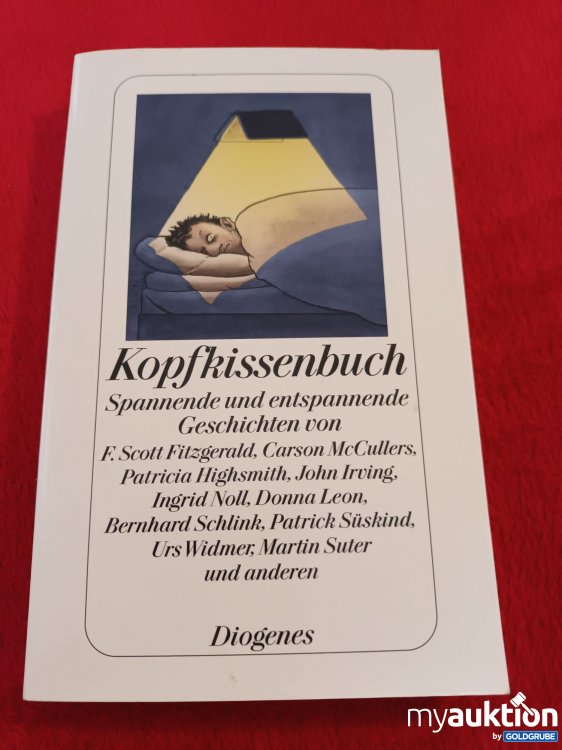 Kopfkissenbuch
Spannende und entspannende
Geschichten von
F. Scott Fitzgerald, Carson McCullers,
Patricia Highsmith, John Irving,
Ingrid Noll, Donna Leon,
Bernhard Schlink, Patrick Süskind,
Urs Widmer, Martin Suter
und anderen
Diogenes
myauktion
by GOLDGRUBE